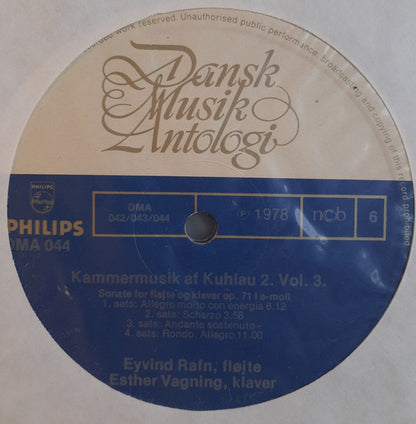 recorded work reserved. Unauthorised public performance, broadcasting and copying of this record prohibited
Dansk
Musik
Antologi
PHILIPS
PHILIPS
DMA 044
DMA
042/043/044
℗ 1978
ncb
6
Kammermusik af Kuhlau 2. Vol. 3.
Sonate for fløjte og klaver op. 71 i e-moll
1. sats: Allegro molto con energia 8.12
2. sats: Scherzo 3.58
3. sats: Andante sostenuto -
4. sats: Rondo. Allegro 11.00
Eyvind Rafn, fløjte
Esther Vagning, klaver